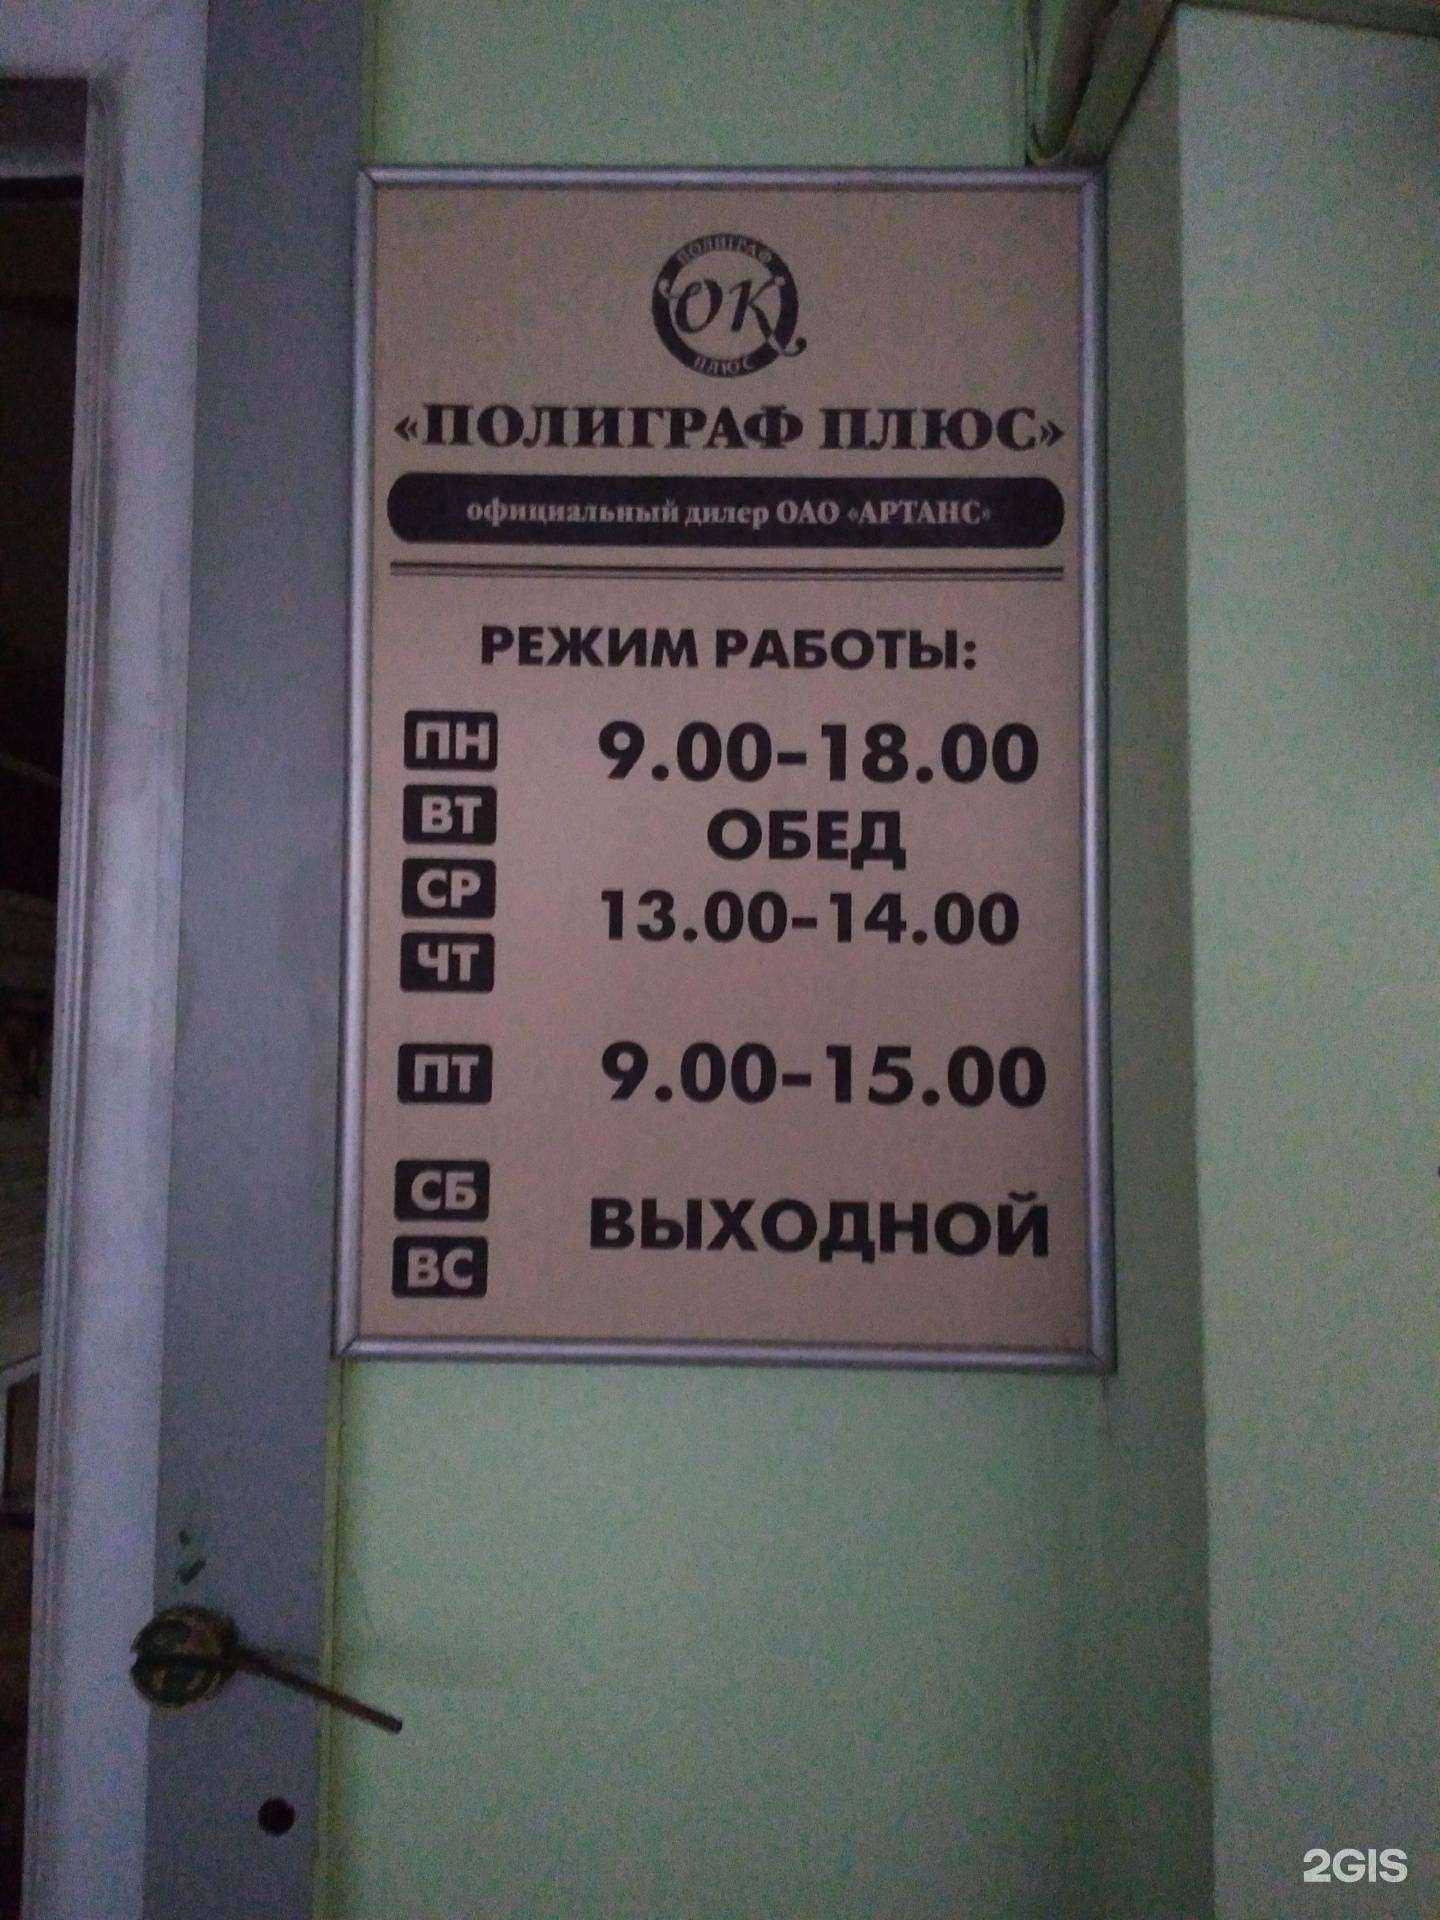 ПОЛИГРАФ
ОК
ПЛЮС
«ПОЛИГРАФ ПЛЮС»
официальный дилер ОАО «АРТАНС»
РЕЖИМ РАБОТЫ:
ПН 9.00-18.00
ВТ ОБЕД
СР 13.00-14.00
ЧТ
ПТ 9.00-15.00
СБ ВЫХОДНОЙ
ВС
2GIS